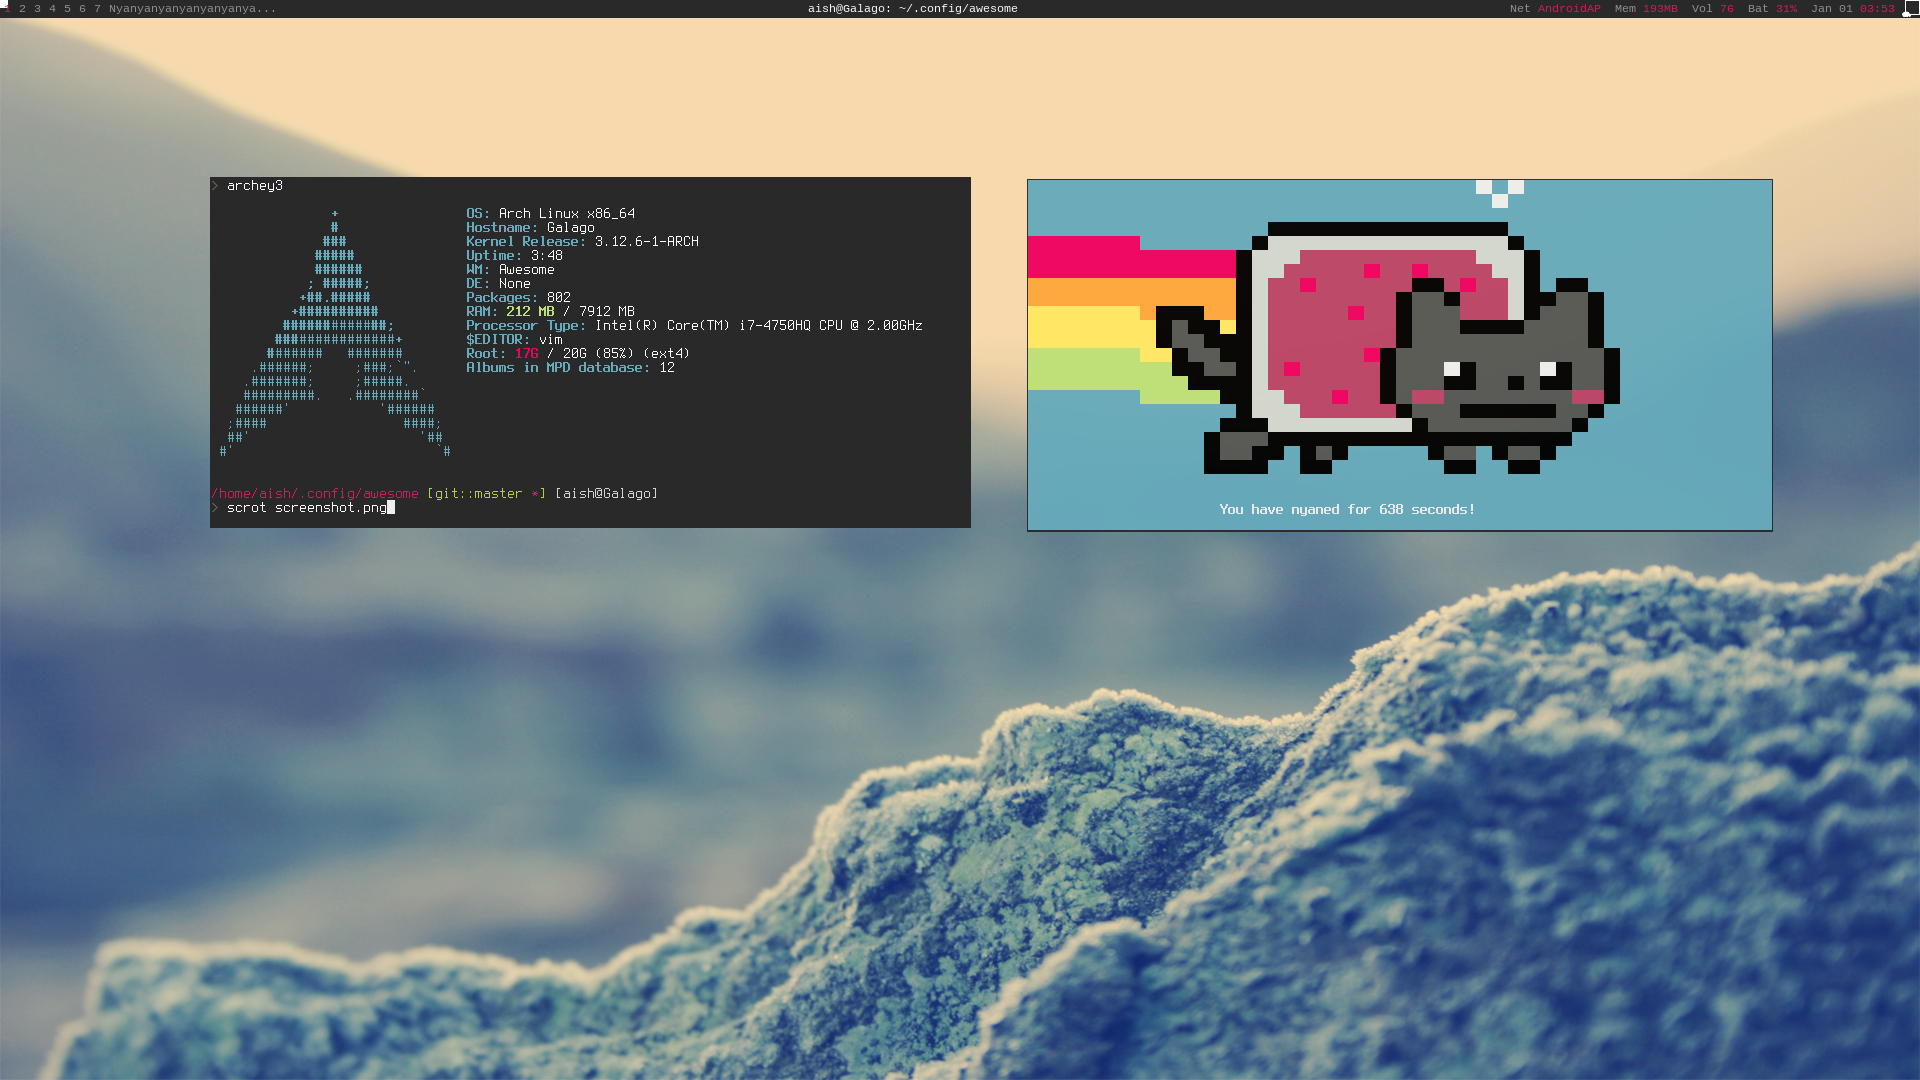 1 2 3 4 5 6 7 Nyanyanyanyanyanyanya...
aish@Galago: ~/.config/awesome
Net AndroidAP Mem 193MB Vol 76 Bat 31% Jan 01 03:53
> archey3
OS: Arch Linux x86_64
Hostname: Galago
Kernel Release: 3.12.6-1-ARCH
Uptime: 3:48
WM: Awesome
DE: None
Packages: 802
RAM: 212 MB / 7912 MB
Processor Type: Intel(R) Core(TM) i7-4750HQ CPU @ 2.00GHz
$EDITOR: vim
Root: 17G / 20G (85%) (ext4)
Albums in MPD database: 12
/home/aish/.config/awesome [git::master *] [aish@Galago]
> scrot screenshot.png
You have nyaned for 638 seconds!